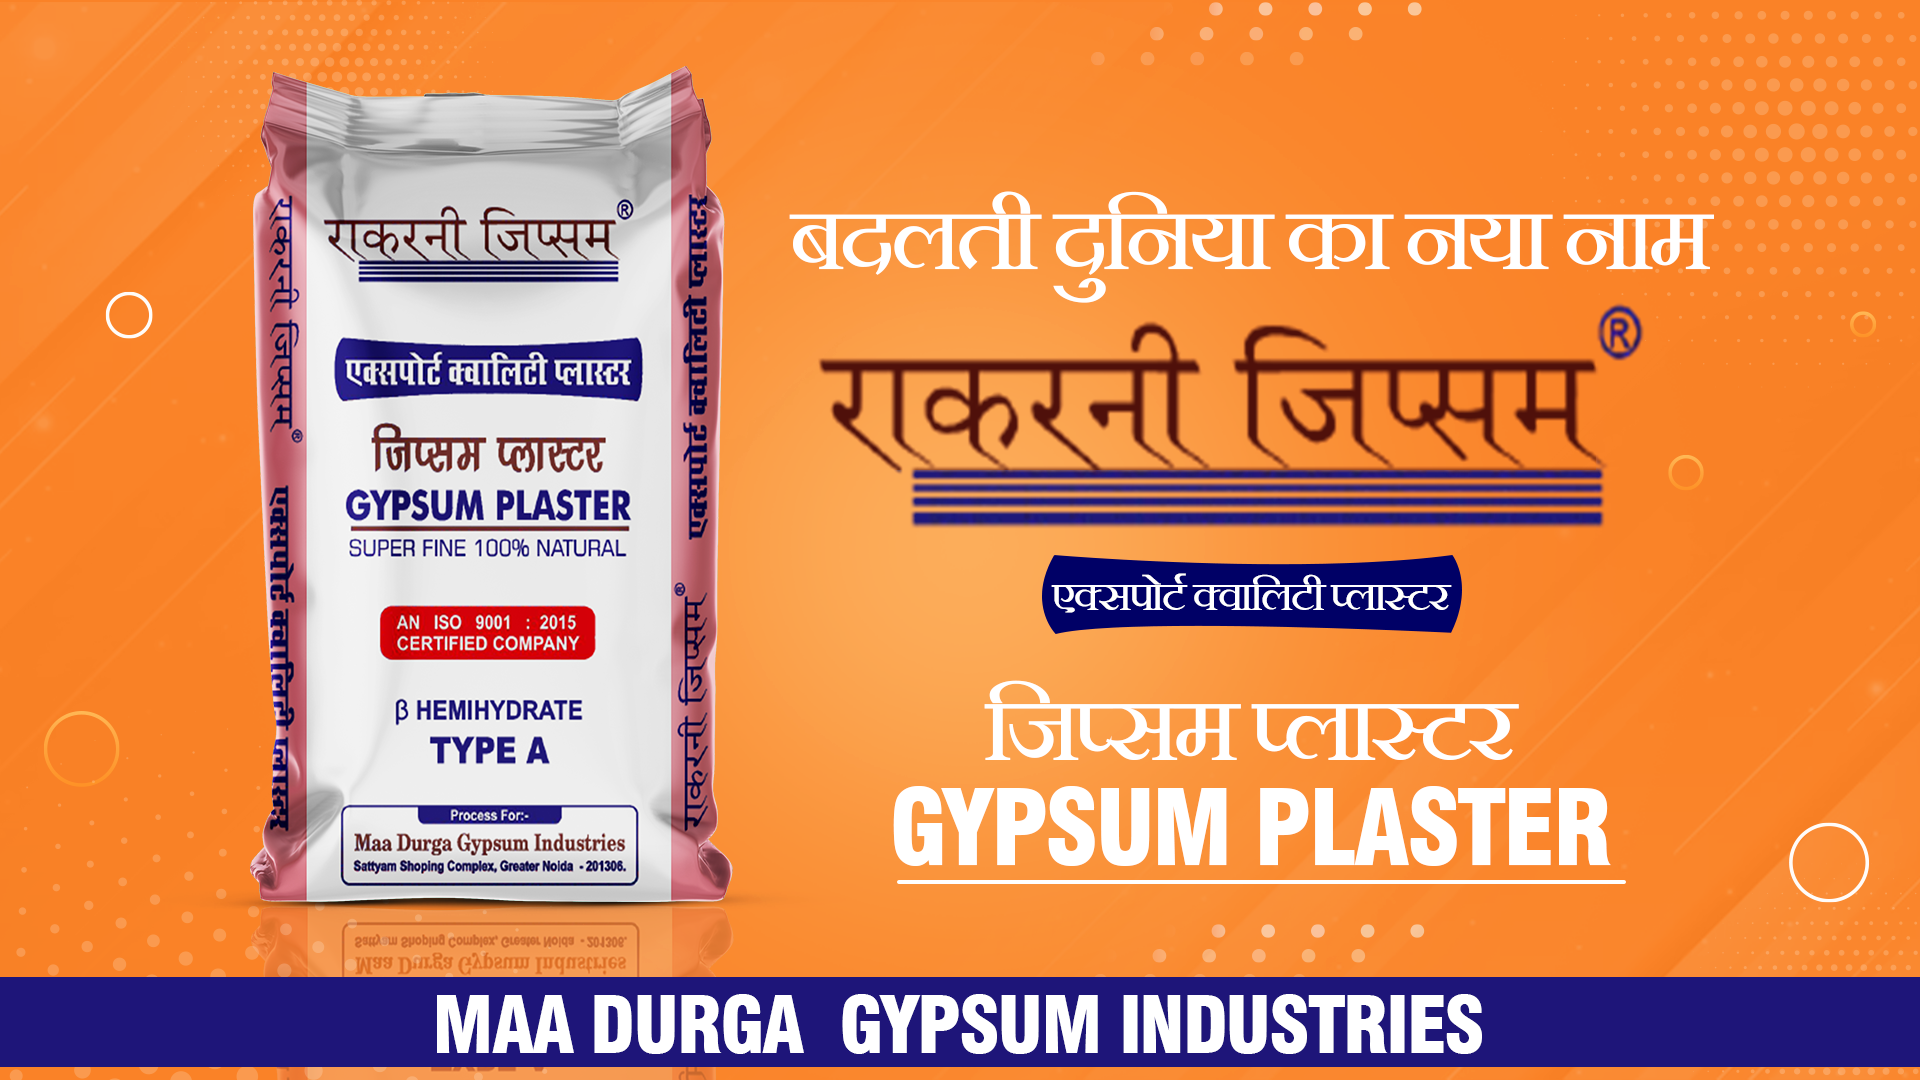 राकरनी जिप्सम®
एक्सपोर्ट क्वालिटी प्लास्टर
जिप्सम प्लास्टर
GYPSUM PLASTER
SUPER FINE 100% NATURAL
AN ISO 9001 : 2015
CERTIFIED COMPANY
β HEMIHYDRATE
TYPE A
Process For:-
Maa Durga Gypsum Industries
Sattyam Shoping Complex, Greater Noida - 201306.
राकरनी जिप्सम®
एक्सपोर्ट क्वालिटी प्लास्टर
एक्सपोर्ट क्वालिटी प्लास्टर
राकरनी जिप्सम®
बदलती दुनिया का नया नाम
राकरनी जिप्सम®
एक्सपोर्ट क्वालिटी प्लास्टर
जिप्सम प्लास्टर
GYPSUM PLASTER
MAA DURGA GYPSUM INDUSTRIES